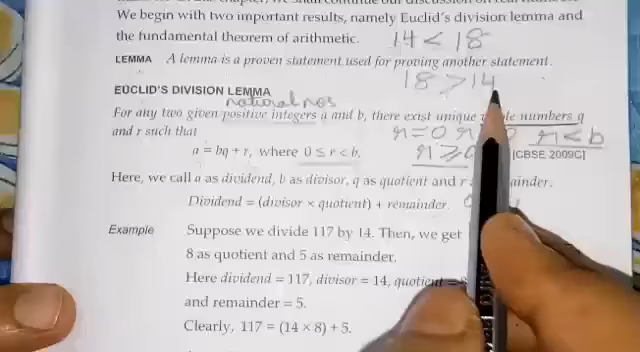 We begin with two important results, namely Euclid's division lemma and
the fundamental theorem of arithmetic. 14 < 18
LEMMA A lemma is a proven statement used for proving another statement.
18 > 14
EUCLID'S DIVISION LEMMA
natural nos
For any two given positive integers a and b, there exist unique numbers q
and r such that r = 0 r < b
a = bq + r, where 0 ≤ r < b. r ≥ [CBSE 2009C]
Here, we call a as dividend, b as divisor, q as quotient and r
Dividend = (divisor × quotient) + remainder.
Example Suppose we divide 117 by 14. Then, we get
8 as quotient and 5 as remainder.
Here dividend = 117, divisor = 14, quotient =
and remainder = 5.
Clearly, 117 = (14 × 8) + 5.